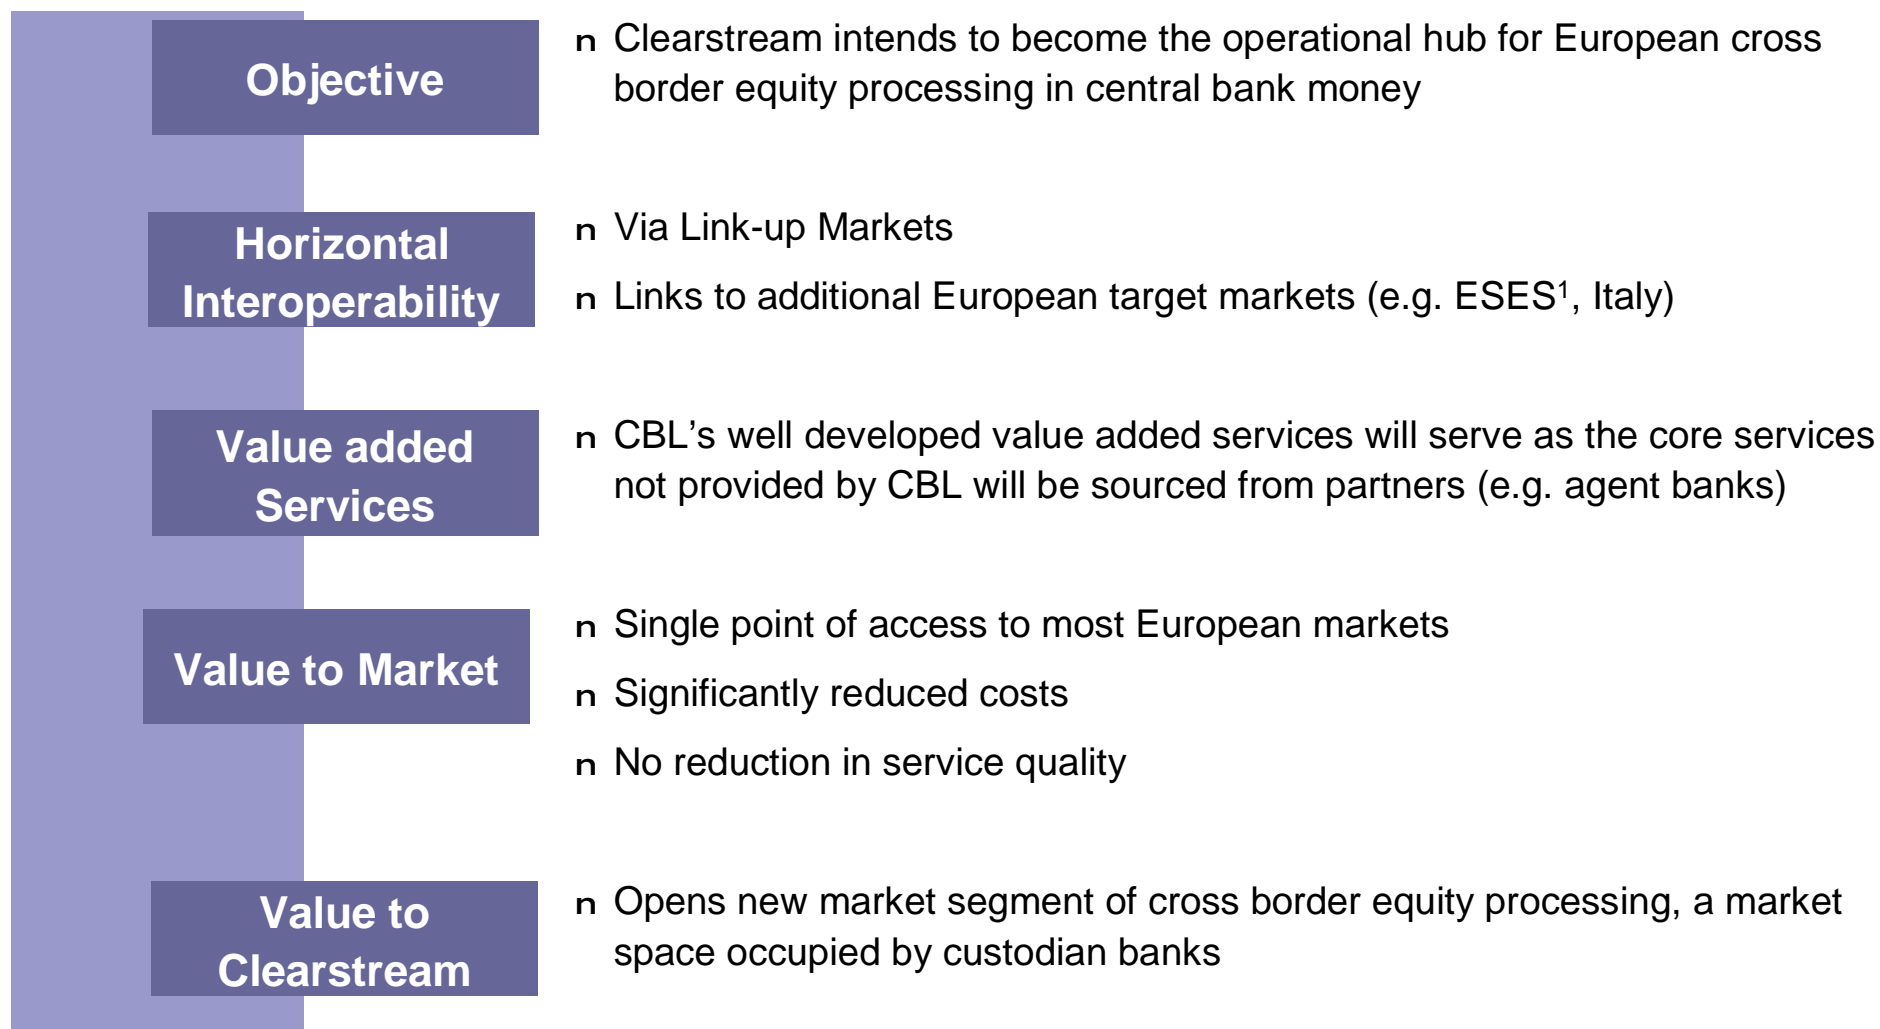 Objective
n Clearstream intends to become the operational hub for European cross
border equity processing in central bank money
Horizontal
Interoperability
n Via Link-up Markets
n Links to additional European target markets (e.g. ESES¹, Italy)
Value added
Services
n CBL’s well developed value added services will serve as the core services
not provided by CBL will be sourced from partners (e.g. agent banks)
Value to Market
n Single point of access to most European markets
n Significantly reduced costs
n No reduction in service quality
Value to
Clearstream
n Opens new market segment of cross border equity processing, a market
space occupied by custodian banks